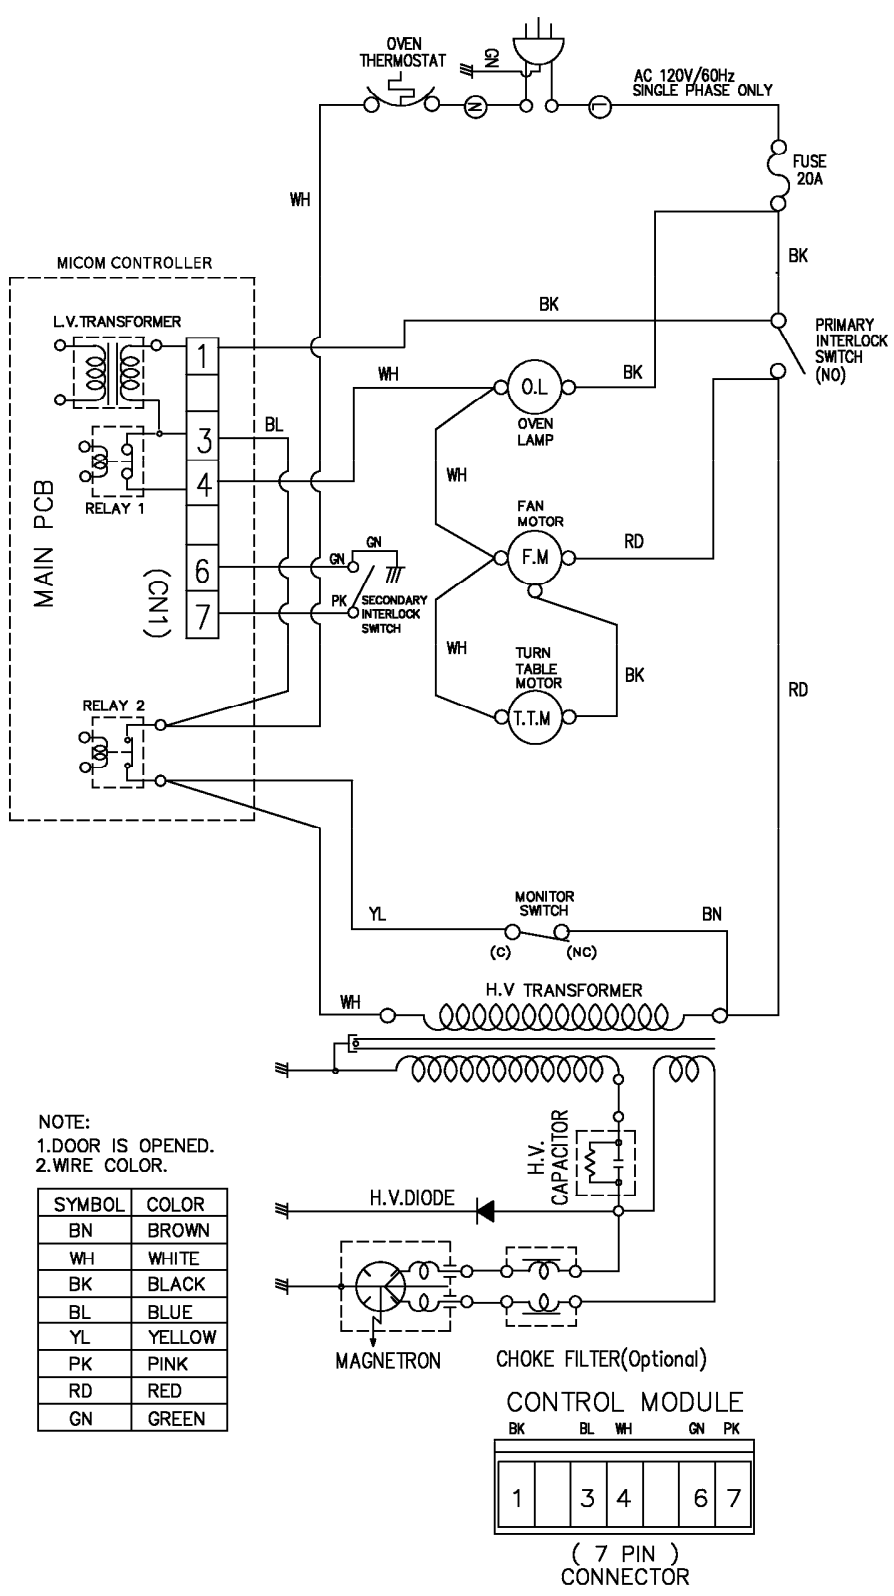 OVEN
THERMOSTAT
GN
N
L
AC 120V/60Hz
SINGLE PHASE ONLY
FUSE
20A
WH
BK
MICOM CONTROLLER
L.V.TRANSFORMER
1
BK
PRIMARY
INTERLOCK
SWITCH
(NO)
WH
O.L
BK
OVEN
LAMP
3
BL
4
RELAY 1
WH
MAIN PCB
FAN
MOTOR
F.M
RD
6
GN
GN
(CN1)
7
PK
SECONDARY
INTERLOCK
SWITCH
WH
TURN
TABLE
MOTOR
BK
RD
T.T.M
RELAY 2
YL
MONITOR
SWITCH
BN
(C)
(NC)
H.V TRANSFORMER
WH
NOTE:
1.DOOR IS OPENED.
2.WIRE COLOR.
H.V.
CAPACITOR
H.V.DIODE
SYMBOL COLOR
BN BROWN
WH WHITE
BK BLACK
BL BLUE
YL YELLOW
PK PINK
RD RED
GN GREEN
MAGNETRON
CHOKE FILTER(Optional)
CONTROL MODULE
BK BL WH GN PK
1 3 4 6 7
( 7 PIN )
CONNECTOR